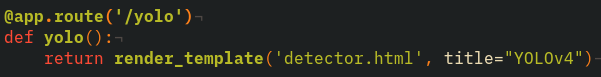 @app.route('/yolo')¬
def yolo():¬
    return render_template('detector.html', title="YOLOv4")¬